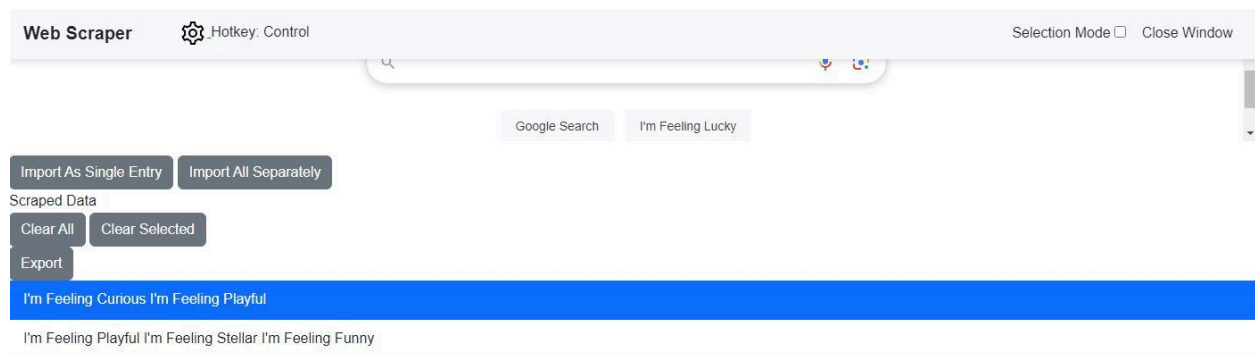 Web Scraper Hotkey: Control Selection Mode Close Window
Google Search I'm Feeling Lucky
Import As Single Entry Import All Separately
Scraped Data
Clear All Clear Selected
Export
I'm Feeling Curious I'm Feeling Playful
I'm Feeling Playful I'm Feeling Stellar I'm Feeling Funny